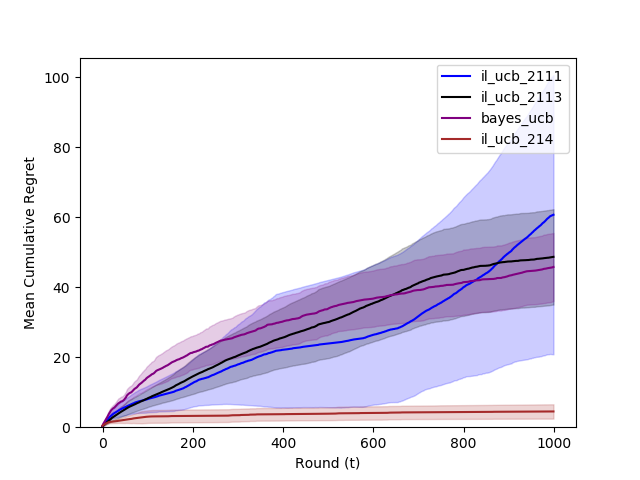 il_ucb_2111
il_ucb_2113
bayes_ucb
il_ucb_214
Mean Cumulative Regret
100
80
60
40
20
0
0 200 400 600 800 1000
Round (t)